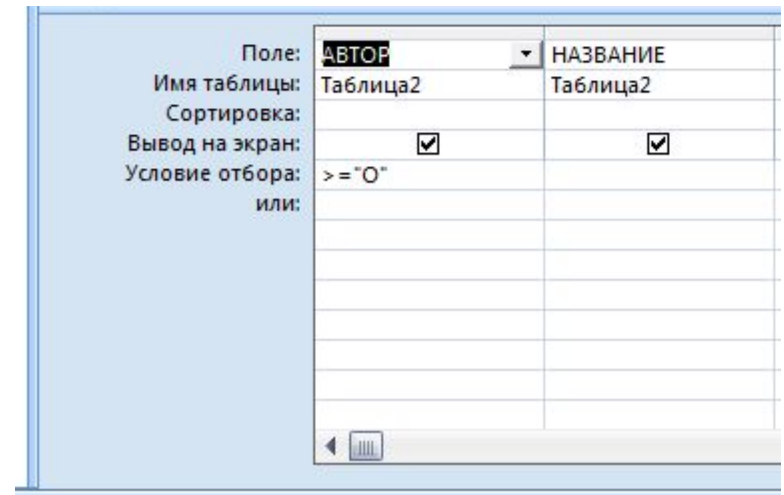 Поле: АВТОР НАЗВАНИЕ
Имя таблицы: Таблица2 Таблица2
Сортировка:
Вывод на экран:
Условие отбора: >="О"
или: